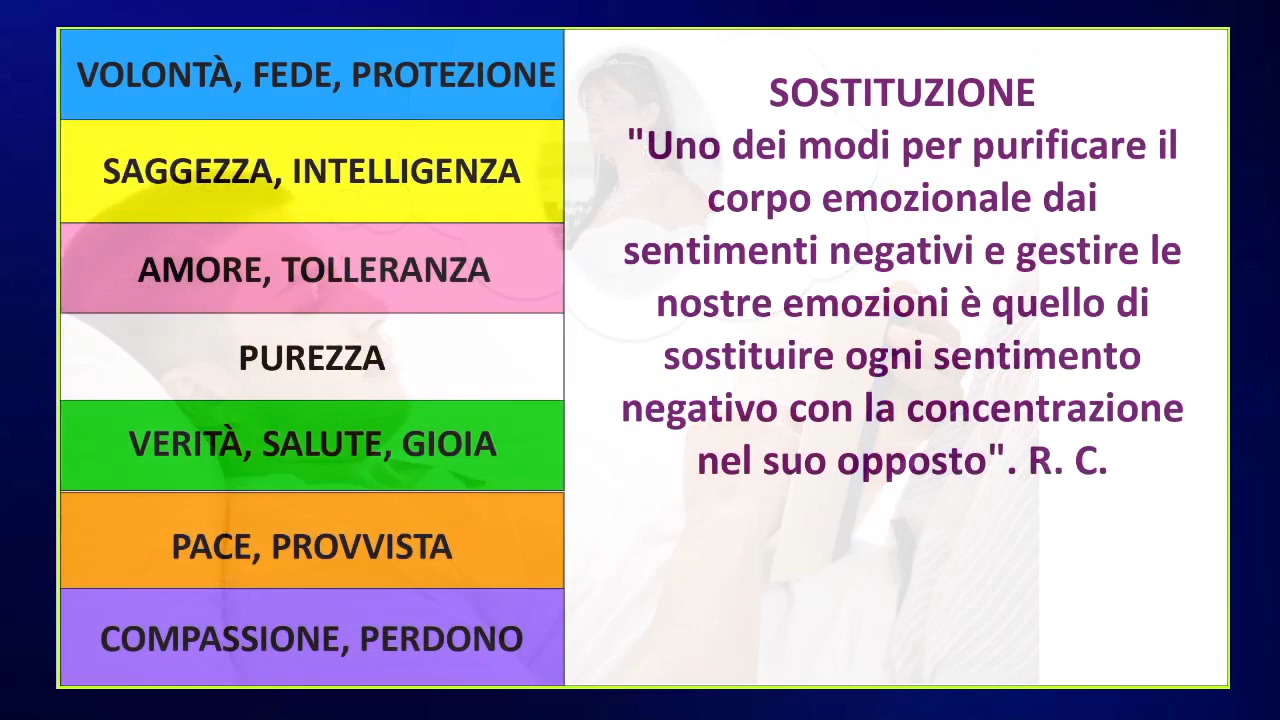 VOLONTÀ, FEDE, PROTEZIONE
SAGGEZZA, INTELLIGENZA
AMORE, TOLLERANZA
PUREZZA
VERITÀ, SALUTE, GIOIA
PACE, PROVVISTA
COMPASSIONE, PERDONO
SOSTITUZIONE
"Uno dei modi per purificare il
corpo emozionale dai
sentimenti negativi e gestire le
nostre emozioni è quello di
sostituire ogni sentimento
negativo con la concentrazione
nel suo opposto". R. C.